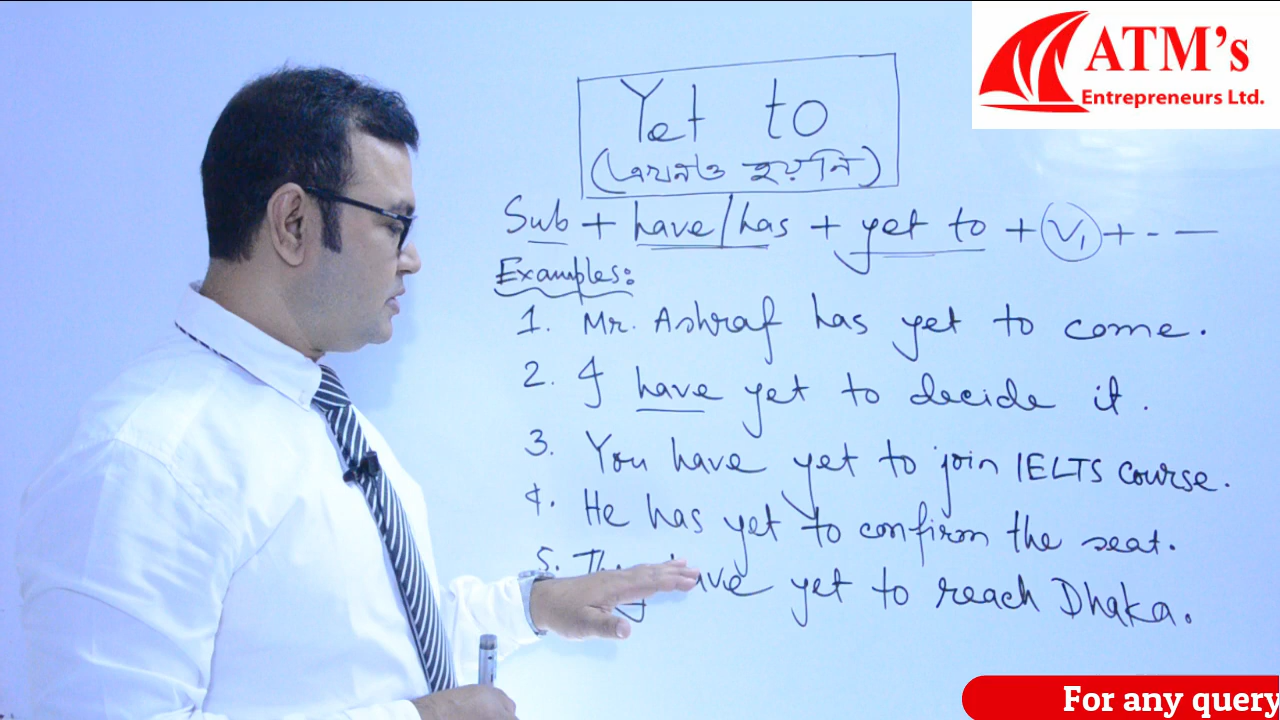 ATM's
Entrepreneurs Ltd.
Yet to
(এখনও হয়নি)
Sub + have/has + yet to + V₁ + - —
Examples:
1. Mr. Ashraf has yet to come.
2. I have yet to decide it.
3. You have yet to join IELTS course.
4. He has yet to confirm the seat.
5. yet to reach Dhaka.
For any query